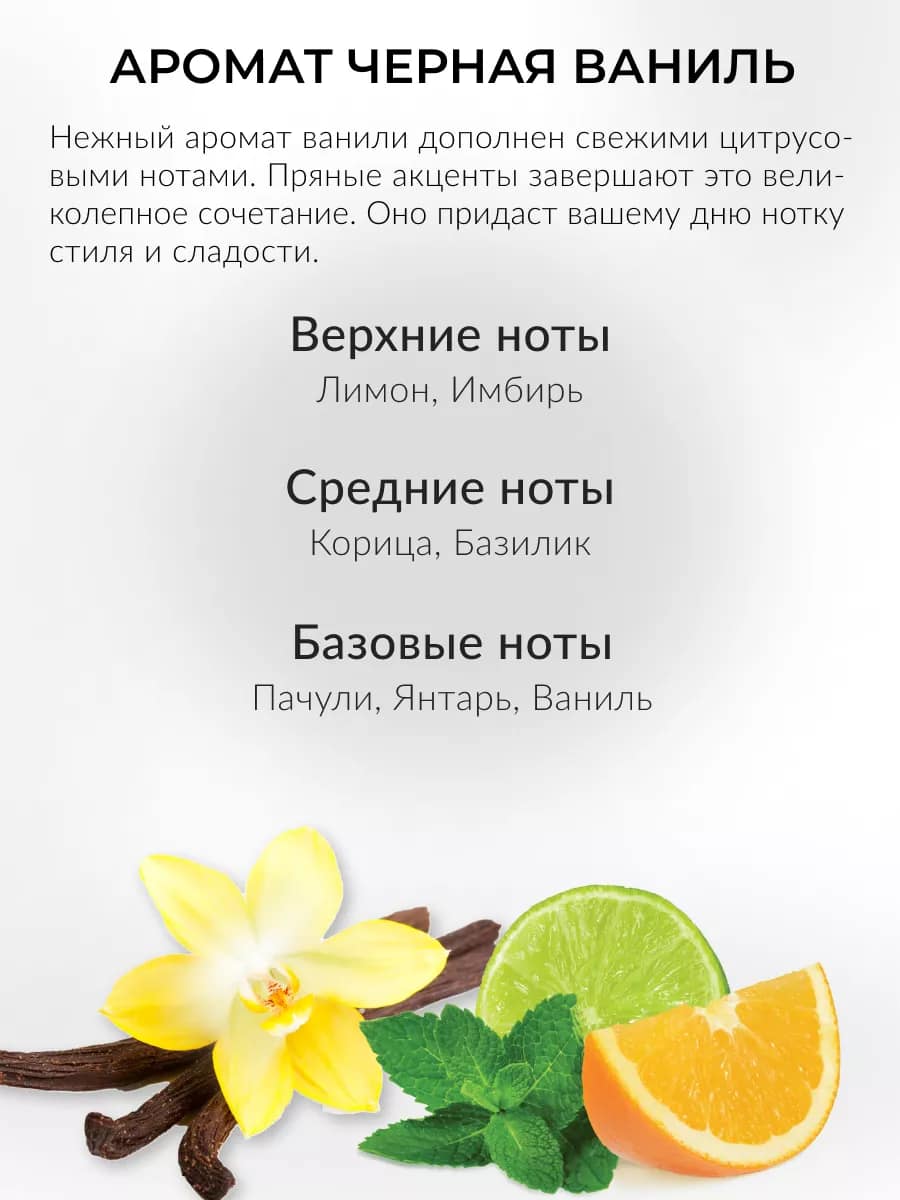 АРОМАТ ЧЕРНАЯ ВАНИЛЬ
Нежный аромат ванили дополнен свежими цитрусо-
выми нотами. Пряные акценты завершают это вели-
колепное сочетание. Оно придаст вашему дню нотку
стиля и сладости.
Верхние ноты
Лимон, Имбирь
Средние ноты
Корица, Базилик
Базовые ноты
Пачули, Янтарь, Ваниль